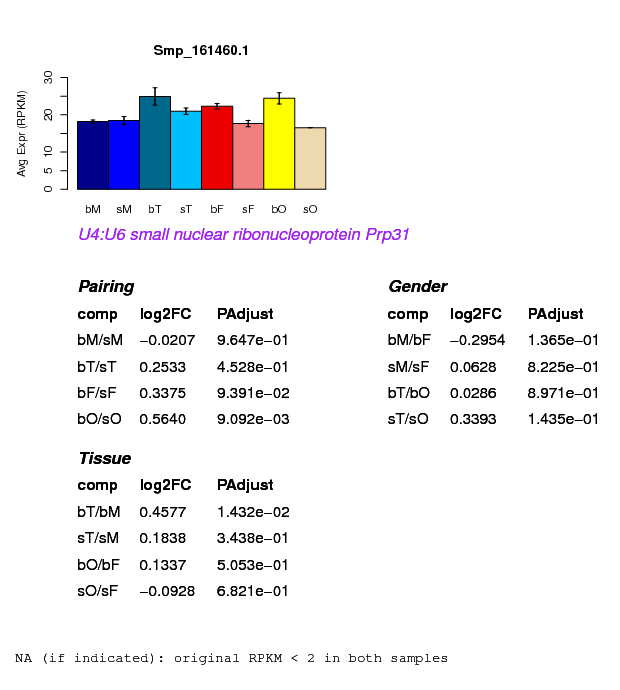 Smp_161460.1
Avg Expr (RPKM)
0 5 10 20 30
bM sM bT sT bF sF bO sO
U4:U6 small nuclear ribonucleoprotein Prp31
Pairing
comp log2FC PAdjust
bM/sM −0.0207 9.647e−01
bT/sT 0.2533 4.528e−01
bF/sF 0.3375 9.391e−02
bO/sO 0.5640 9.092e−03
Gender
comp log2FC PAdjust
bM/bF −0.2954 1.365e−01
sM/sF 0.0628 8.225e−01
bT/bO 0.0286 8.971e−01
sT/sO 0.3393 1.435e−01
Tissue
comp log2FC PAdjust
bT/bM 0.4577 1.432e−02
sT/sM 0.1838 3.438e−01
bO/bF 0.1337 5.053e−01
sO/sF −0.0928 6.821e−01
NA (if indicated): original RPKM < 2 in both samples